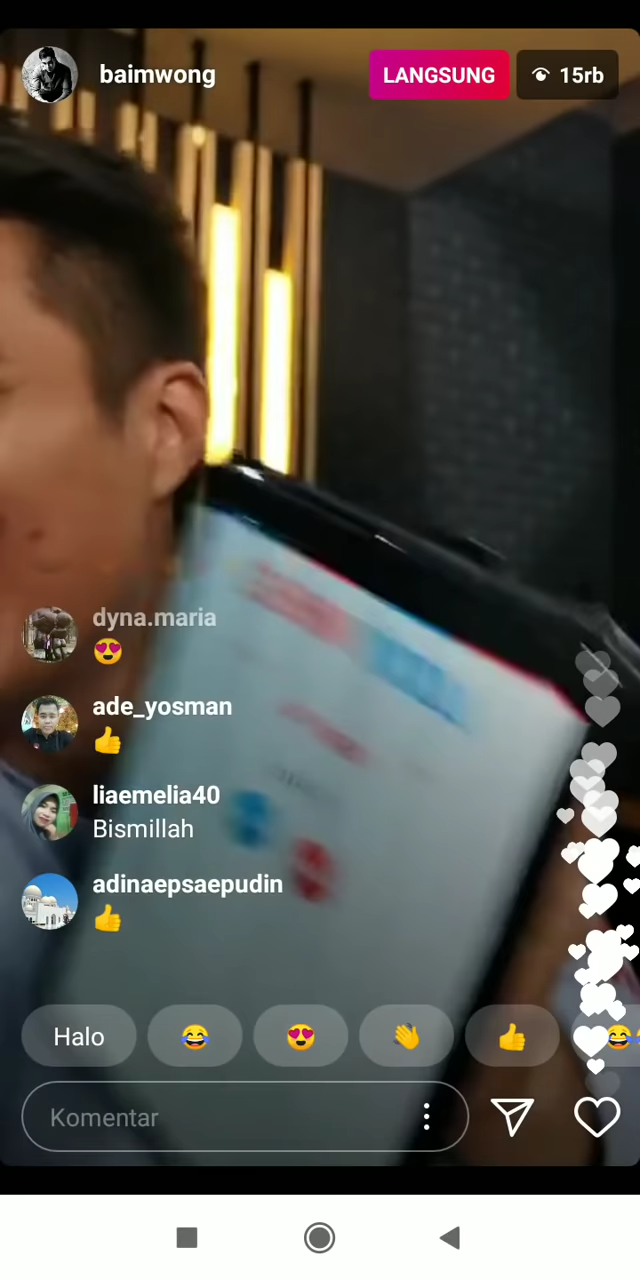 baimwong
LANGSUNG
15rb
dyna.maria
😍
ade_yosman
👍
liaemelia40
Bismillah
adinaepsaepudin
👍
Halo 😂 😍 👋 👍 😂
Komentar